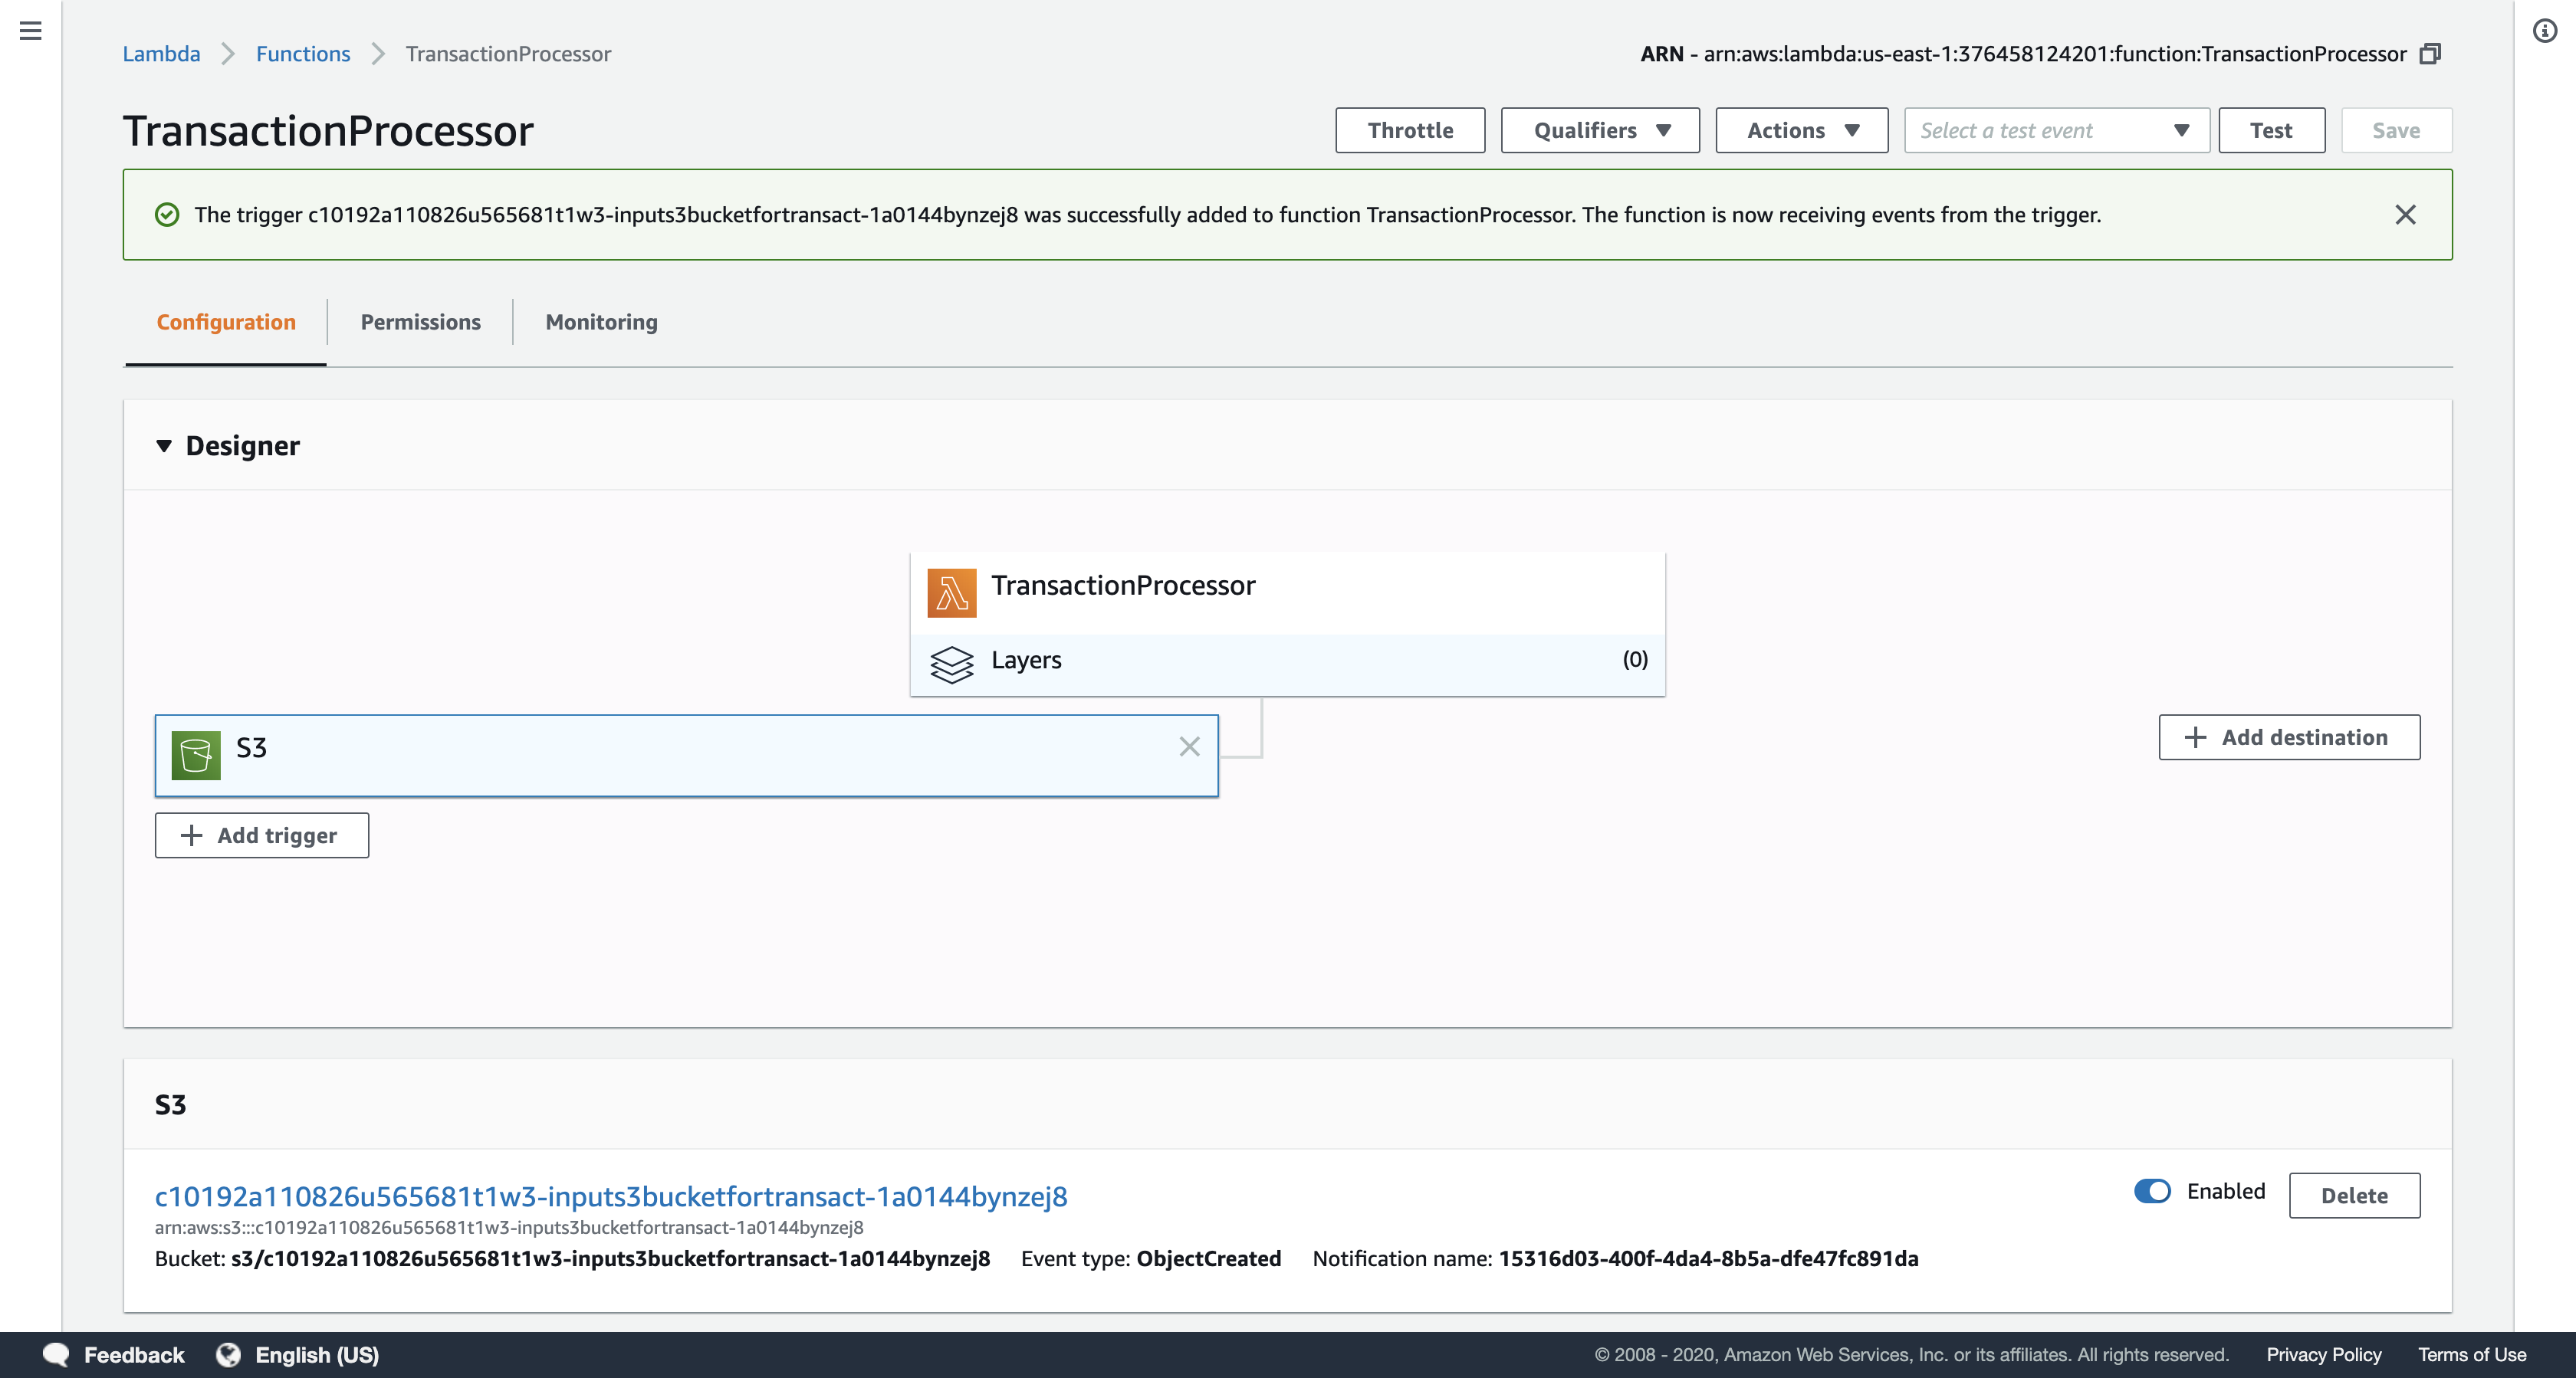 Lambda Functions TransactionProcessor
ARN - arn:aws:lambda:us-east-1:376458124201:function:TransactionProcessor
TransactionProcessor
Throttle Qualifiers Actions Select a test event Test Save
The trigger c10192a110826u565681t1w3-inputs3bucketfortransact-1a0144bynzej8 was successfully added to function TransactionProcessor. The function is now receiving events from the trigger.
Configuration Permissions Monitoring
Designer
TransactionProcessor
Layers (0)
S3
Add destination
Add trigger
S3
c10192a110826u565681t1w3-inputs3bucketfortransact-1a0144bynzej8
Enabled Delete
arn:aws:s3:::c10192a110826u565681t1w3-inputs3bucketfortransact-1a0144bynzej8
Bucket: s3/c10192a110826u565681t1w3-inputs3bucketfortransact-1a0144bynzej8 Event type: ObjectCreated Notification name: 15316d03-400f-4da4-8b5a-dfe47fc891da
Feedback English (US) © 2008 - 2020, Amazon Web Services, Inc. or its affiliates. All rights reserved. Privacy Policy Terms of Use